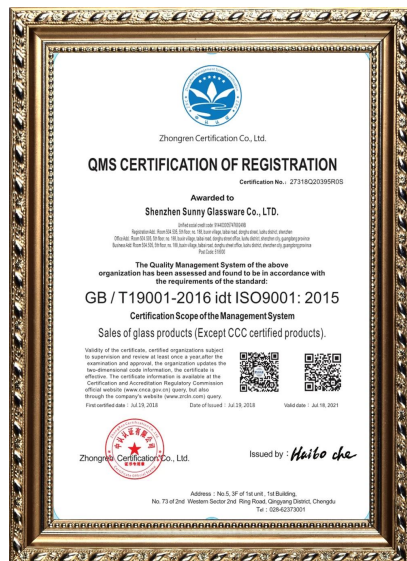 Zhongren Certification Co., Ltd.
QMS CERTIFICATION OF REGISTRATION
Certification No.: 27318Q20395R0S
Awarded to
Shenzhen Sunny Glassware Co., LTD.
The Quality Management System of the above
organization has been assessed and found to be in accordance with
the requirements of the standard:
GB / T19001-2016 idt ISO9001: 2015
Certification Scope of the Management System
Sales of glass products (Except CCC certified products).
Validity of the certificate, certified organizations subject
to supervision and review at least once a year.after the
examination and approval, the organization updates the
two-dimensional code information, the certificate is
effective. The certificate information is available at the
Certification and Accreditation Regulatory Commission
official website (www.cnca.gov.cn) query, but also
through the company's website (www.zrcfn.com) query.
First certified date : Jul.19, 2018 Date of Issued : Jul.19, 2018 Valid date : Jul.19, 2021
Zhongren Certification Co., Ltd.
Issued by : Haibo che
Address : No.5, 3F of 1st unit , 1st Building,
No. 73 of 2nd Western Sector 2nd Ring Road, Qingyang District, Chengdu
Tel : 028-62373001